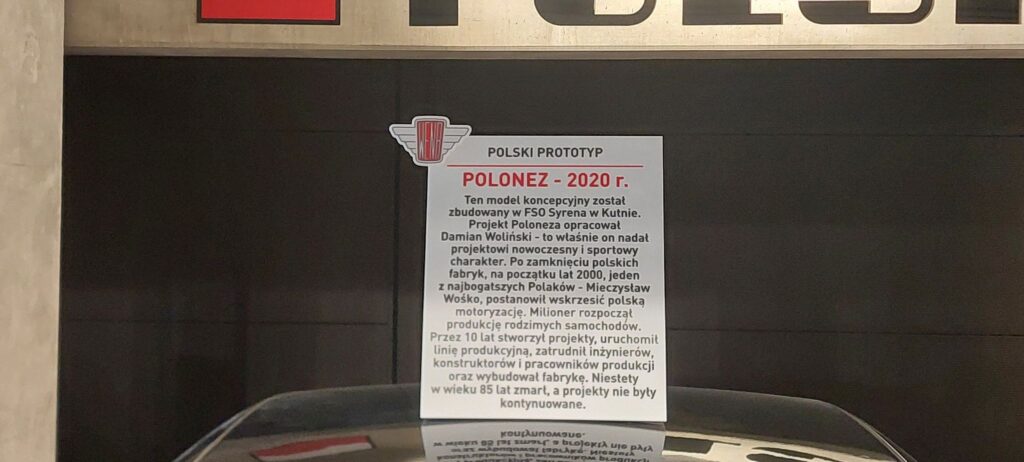 WENA
POLSKI PROTOTYP
POLONEZ - 2020 r.
Ten model koncepcyjny został
zbudowany w FSO Syrena w Kutnie.
Projekt Poloneza opracował
Damian Woliński - to właśnie on nadał
projektowi nowoczesny i sportowy
charakter. Po zamknięciu polskich
fabryk, na początku lat 2000, jeden
z najbogatszych Polaków - Mieczysław
Wośko, postanowił wskrzesić polską
motoryzację. Milioner rozpoczął
produkcję rodzimych samochodów.
Przez 10 lat stworzył projekty, uruchomił
linię produkcyjną, zatrudnił inżynierów,
konstruktorów i pracowników produkcji
oraz wybudował fabrykę. Niestety
w wieku 85 lat zmarł, a projekty nie były
kontynuowane.